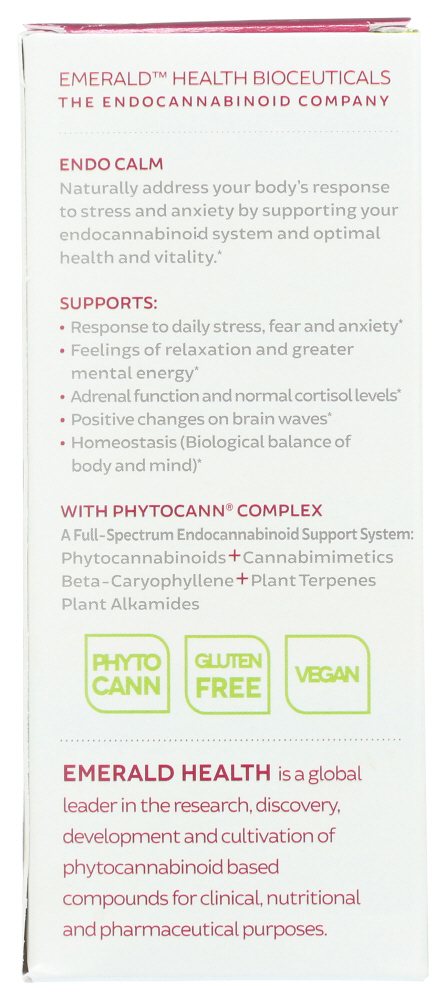 EMERALD™ HEALTH BIOCEUTICALS
THE ENDOCANNABINOID COMPANY
ENDO CALM
Naturally address your body's response
to stress and anxiety by supporting your
endocannabinoid system and optimal
health and vitality.*
SUPPORTS:
• Response to daily stress, fear and anxiety*
• Feelings of relaxation and greater
mental energy*
• Adrenal function and normal cortisol levels*
• Positive changes on brain waves*
• Homeostasis (Biological balance of
body and mind)*
WITH PHYTOCANN® COMPLEX
A Full-Spectrum Endocannabinoid Support System:
Phytocannabinoids + Cannabimimetics
Beta-Caryophyllene + Plant Terpenes
Plant Alkamides
PHYTO
CANN
GLUTEN
FREE
VEGAN
EMERALD HEALTH is a global
leader in the research, discovery,
development and cultivation of
phytocannabinoid based
compounds for clinical, nutritional
and pharmaceutical purposes.